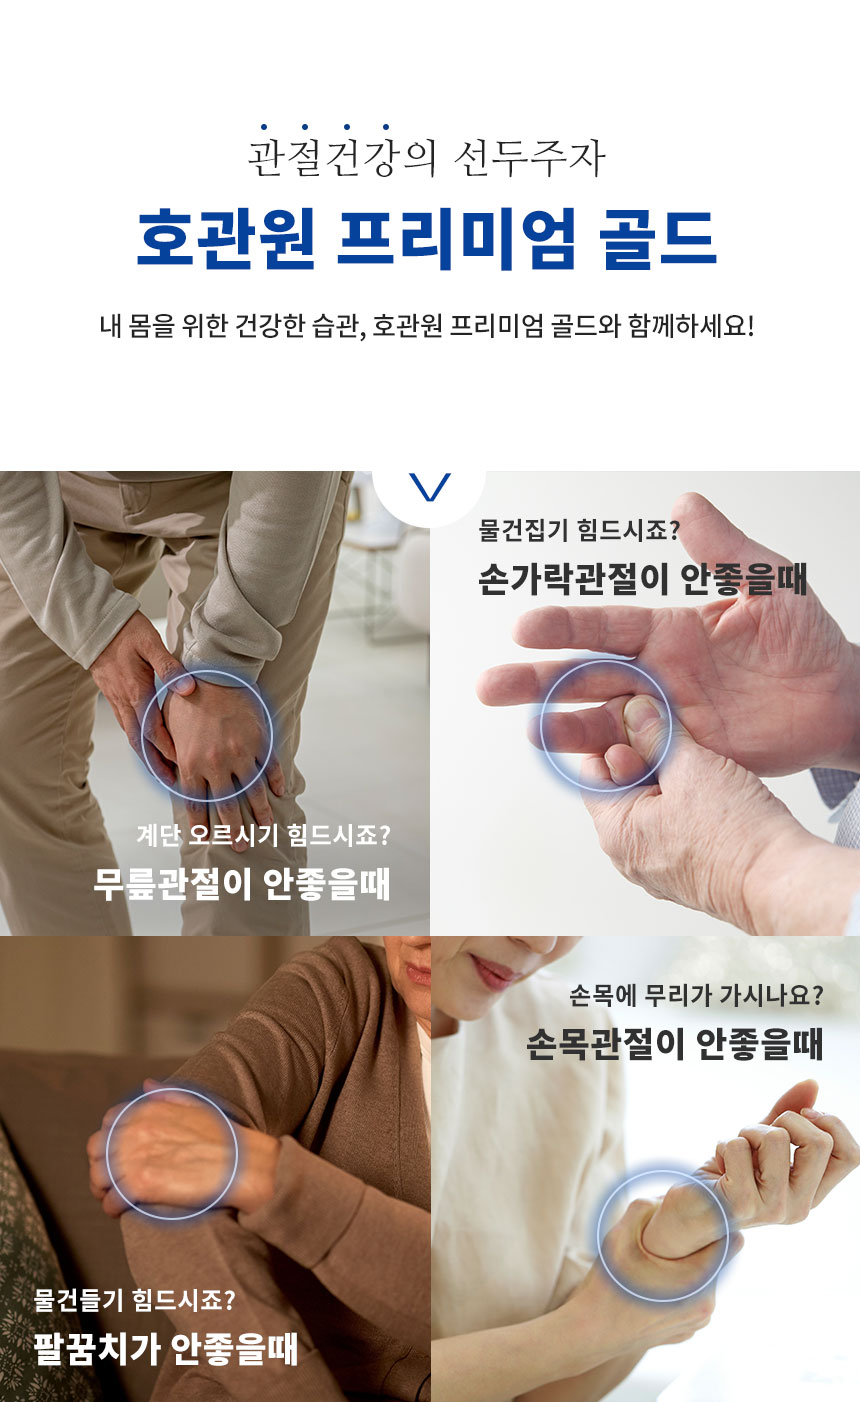 관절건강의 선두주자
호관원 프리미엄 골드
내 몸을 위한 건강한 습관, 호관원 프리미엄 골드와 함께하세요!
물건집기 힘드시죠?
손가락관절이 안좋을때
계단 오르시기 힘드시죠?
무릎관절이 안좋을때
손목에 무리가 가시나요?
손목관절이 안좋을때
물건들기 힘드시죠?
팔꿈치가 안좋을때